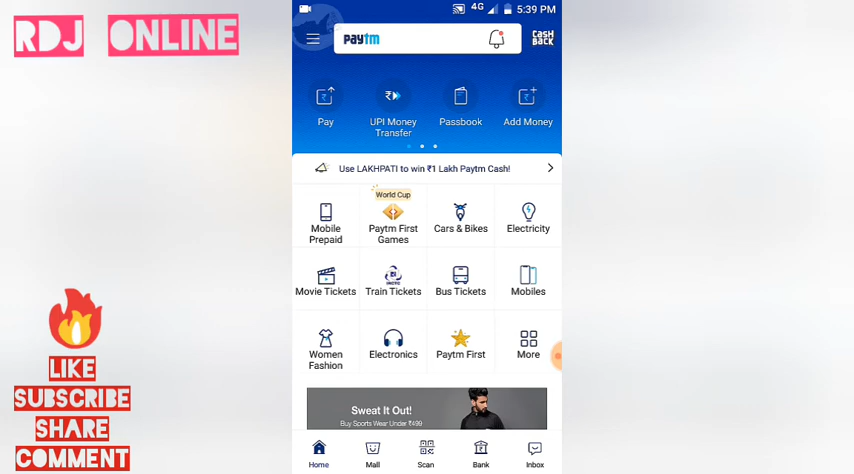 RDJ ONLINE
4G 5:39 PM
paytm
CASH
BACK
Pay
UPI Money
Transfer
Passbook
Add Money
Use LAKHPATI to win ₹1 Lakh Paytm Cash!
World Cup
Mobile
Prepaid
Paytm First
Games
Cars & Bikes
Electricity
Movie Tickets
Train Tickets
Bus Tickets
Mobiles
Women
Fashion
Electronics
Paytm First
More
Sweat It Out!
Buy Sports Wear Under ₹499
Home
Mall
Scan
Bank
Inbox
LIKE
SUBSCRIBE
SHARE
COMMENT